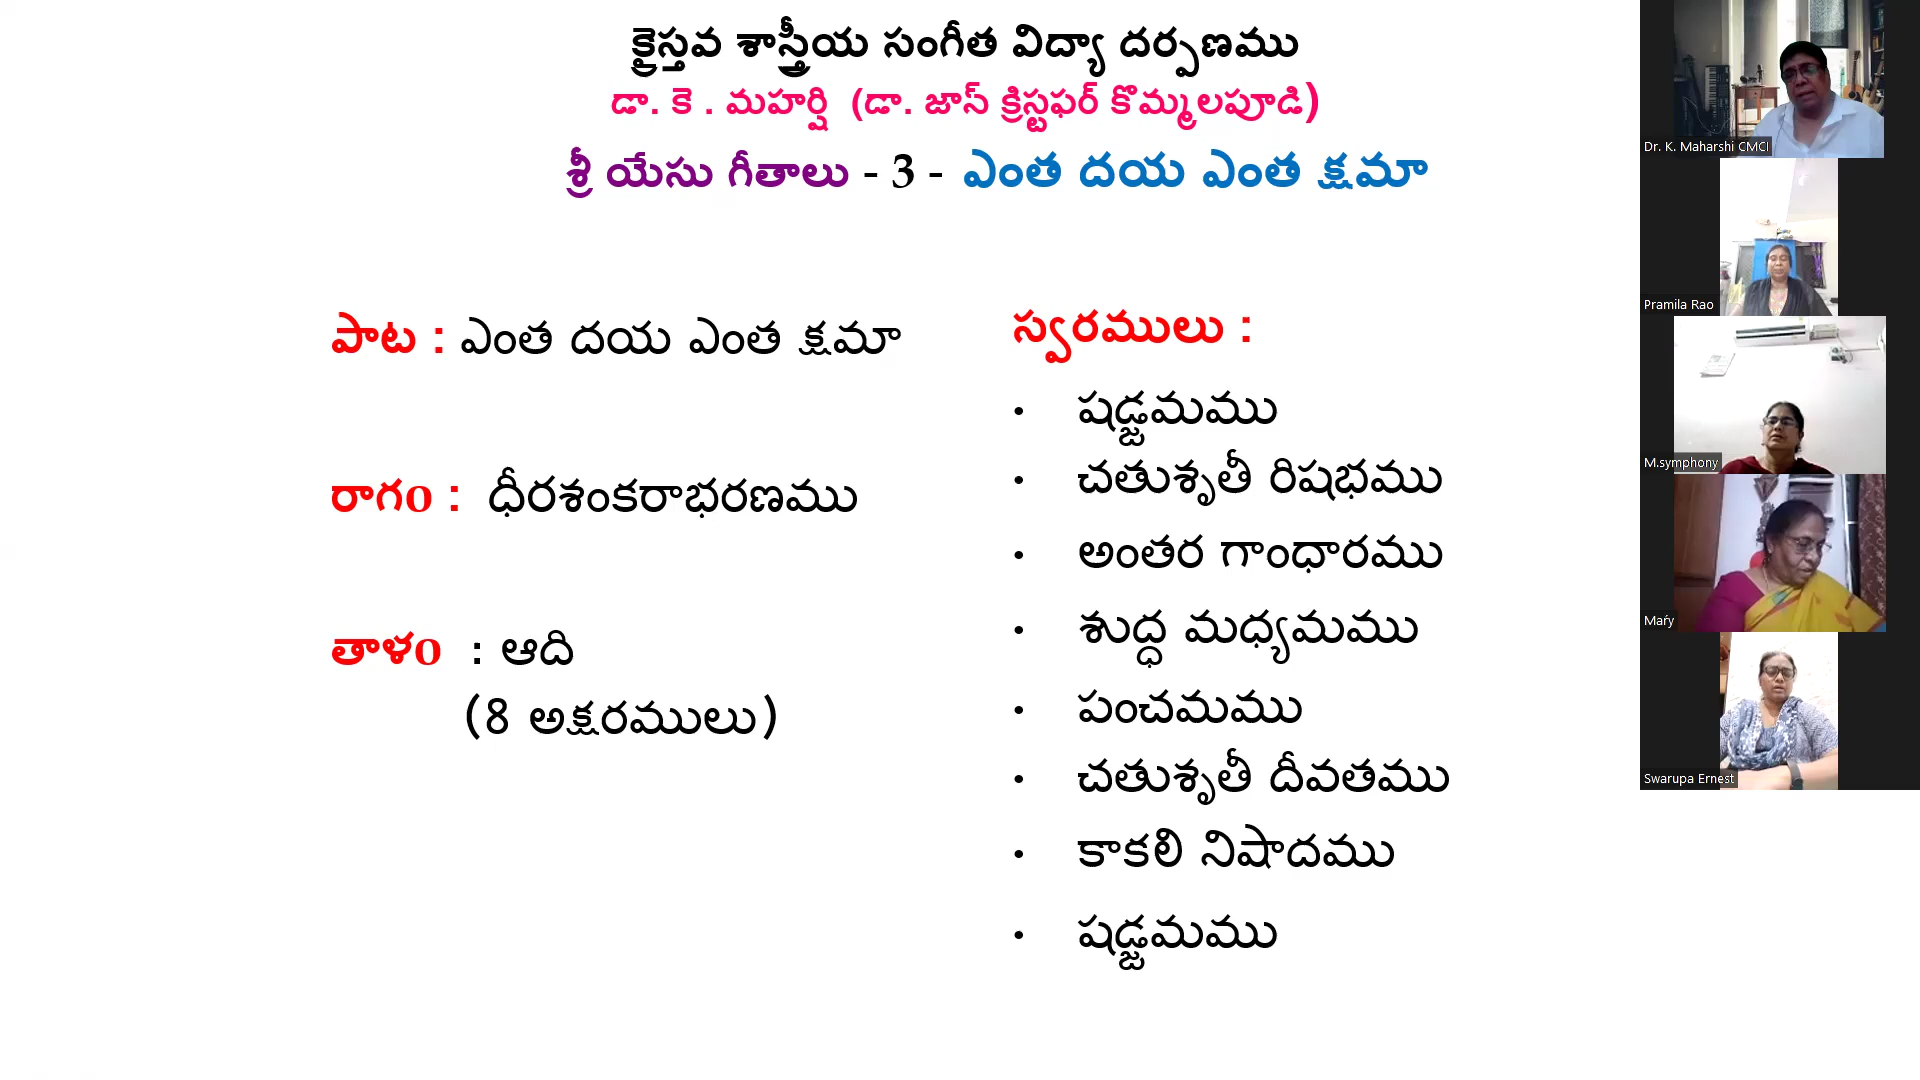 క్రైస్తవ శాస్త్రీయ సంగీత విద్యా దర్పణము
డా. కె . మహర్షి (డా. జాన్ క్రిస్టఫర్ కొమ్మలపూడి)
శ్రీ యేసు గీతాలు - 3 - ఎంత దయ ఎంత క్షమా
పాట : ఎంత దయ ఎంత క్షమా
రాగం : ధీరశంకరాభరణము
తాళం : ఆది
(8 అక్షరములు)
స్వరములు :
• షడ్జమము
• చతుశృతీ రిషభము
• అంతర గాంధారము
• శుద్ధ మధ్యమము
• పంచమము
• చతుశృతీ దీవతము
• కాకలి నిషాదము
• షడ్జమము
Dr. K. Maharshi CMCI
Pramila Rao
M.symphony
Maŕy
Swarupa Ernest